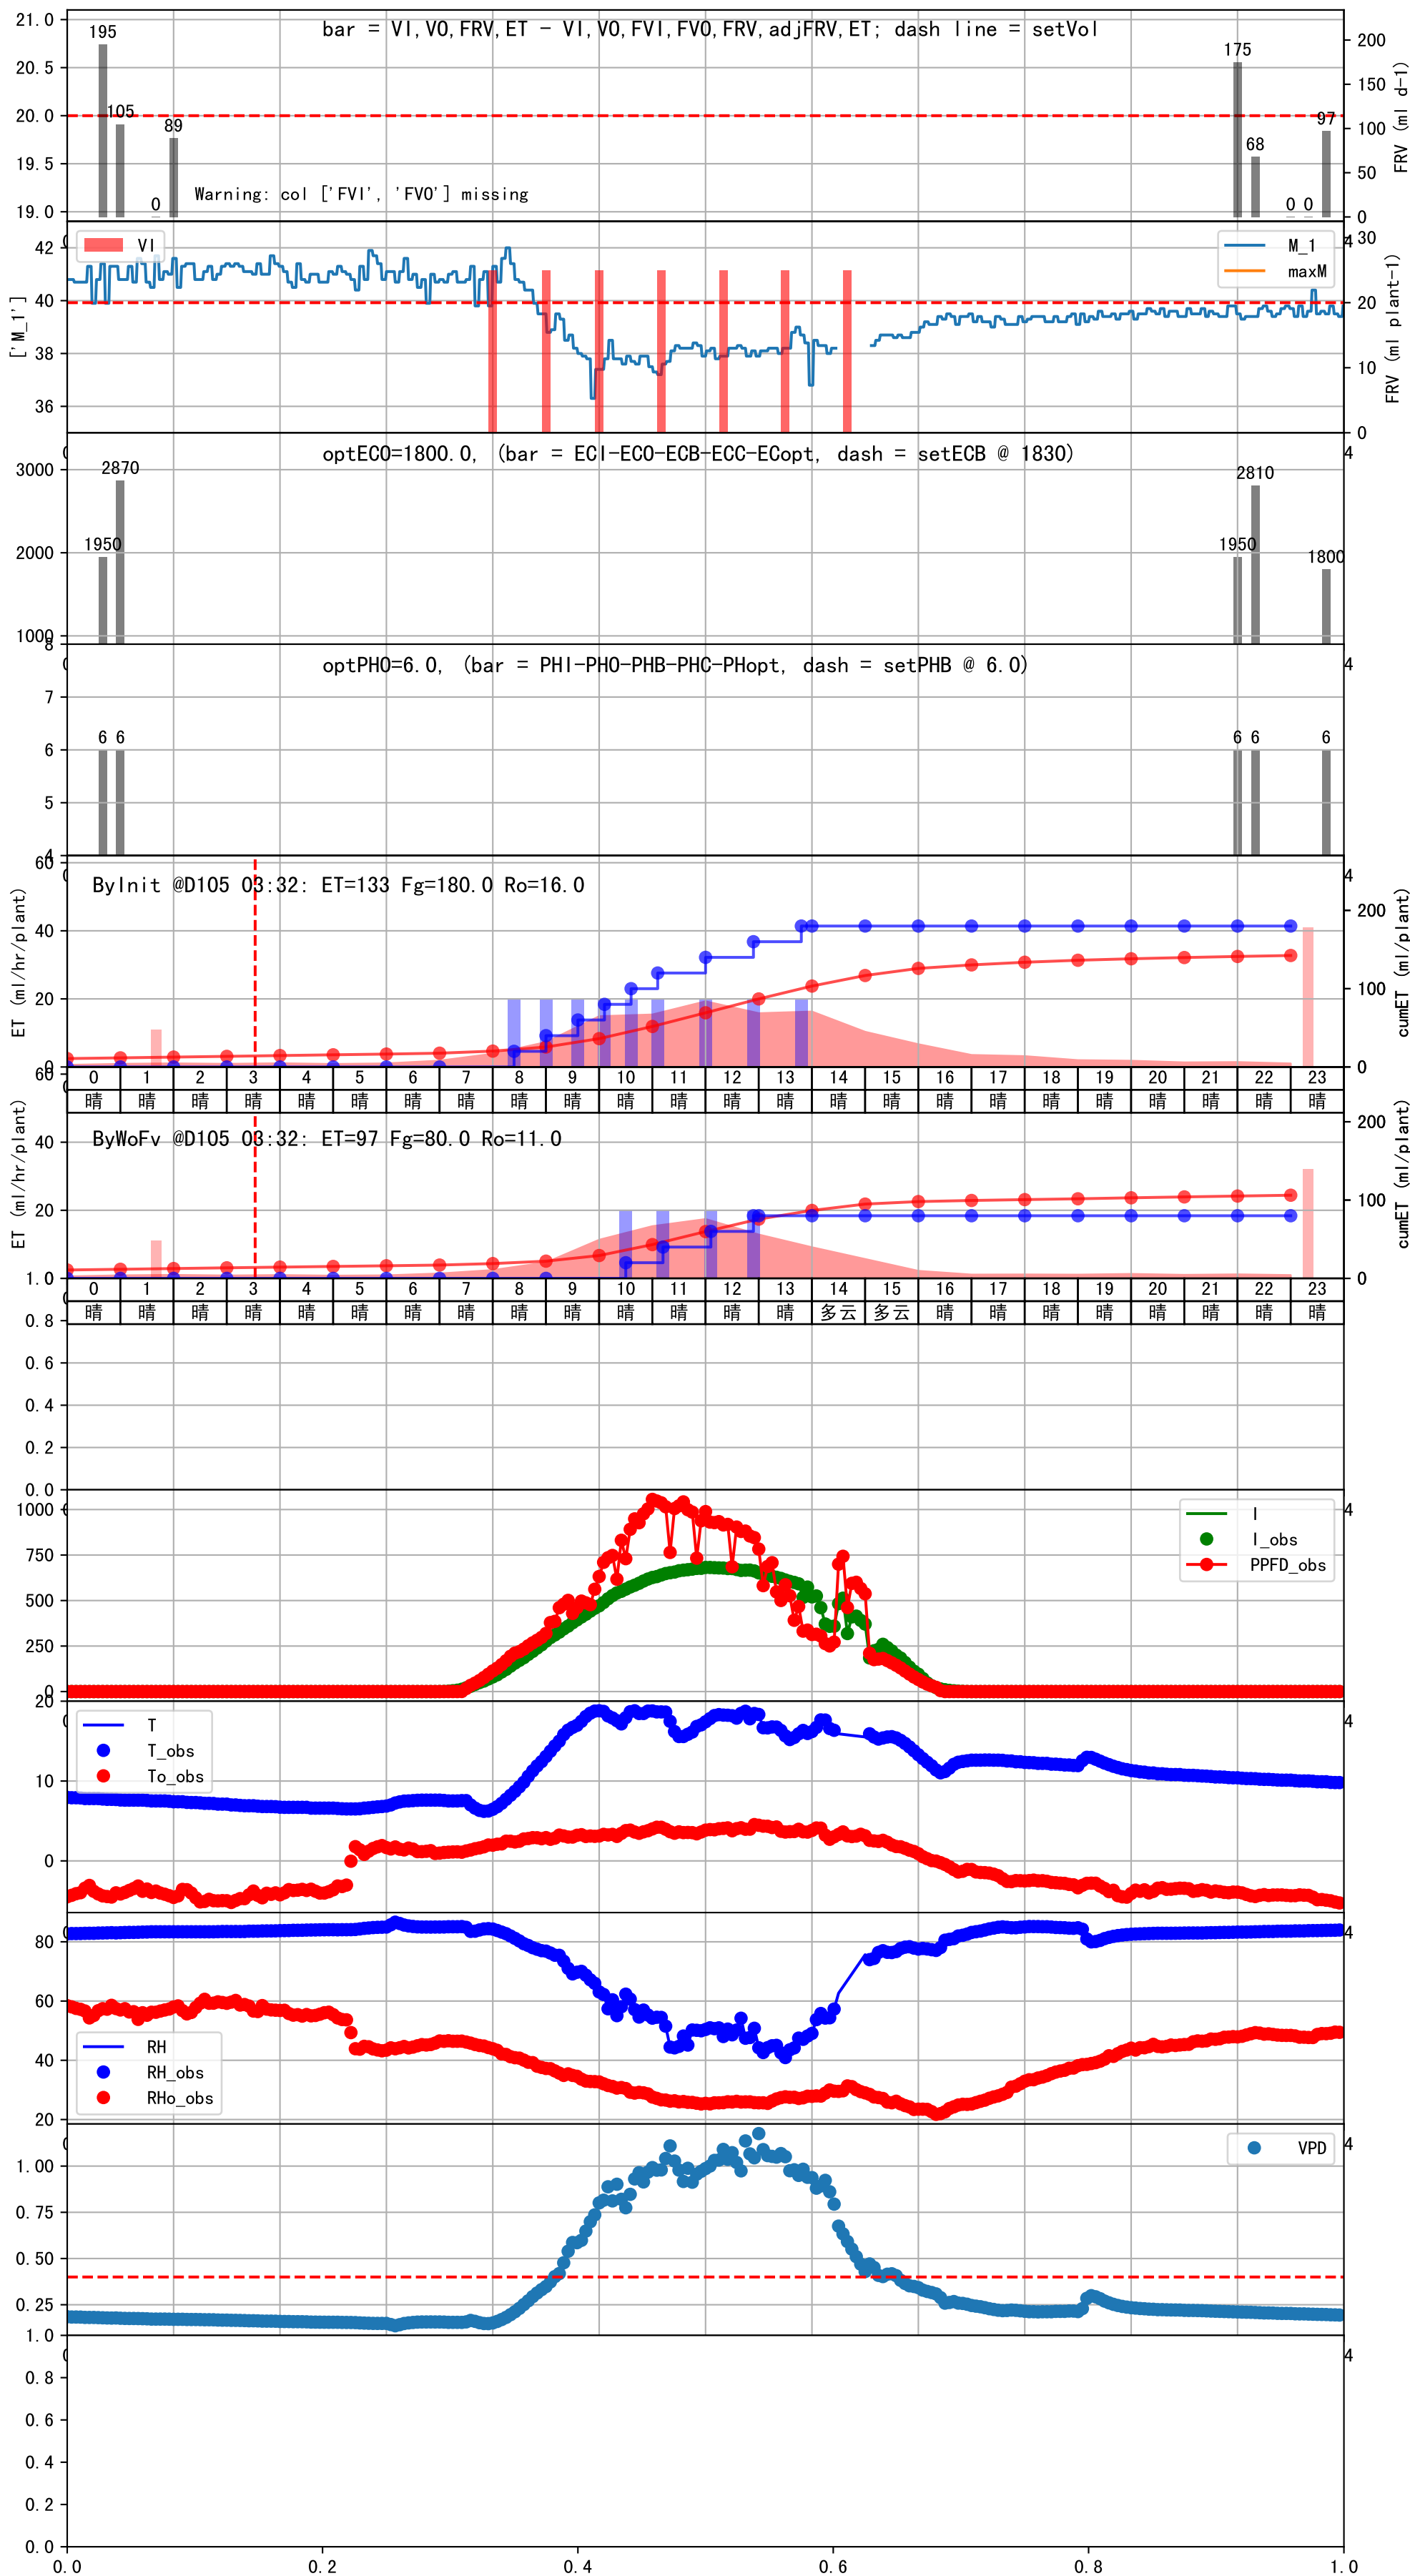 bar = VI,VO,FRV,ET - VI,VO,FVI,FVO,FRV,adjFRV,ET; dash line = setVol
21.0
20.5
20.0
19.5
19.0
195
105
0
89
175
68
0 0
97
200
150
100
50
0
FRV (ml d-1)
Warning: col ['FVI', 'FVO'] missing
['M_1']
42
40
38
36
VI
M_1
maxM
4
30
20
10
0
FRV (ml plant-1)
optECO=1800.0, (bar = ECI-ECO-ECB-ECC-ECopt, dash = setECB @ 1830)
3000
2000
1000
1950
2870
1950
2810
1800
4
optPHO=6.0, (bar = PHI-PHO-PHB-PHC-PHopt, dash = setPHB @ 6.0)
8
7
6
5
4
6 6
6 6
6
4
ByInit @D105 03:32: ET=133 Fg=180.0 Ro=16.0
ET (ml/hr/plant)
60
40
20
0
4
200
100
0
cumET (ml/plant)
0 1 2 3 4 5 6 7 8 9 10 11 12 13 14 15 16 17 18 19 20 21 22 23
晴 晴 晴 晴 晴 晴 晴 晴 晴 晴 晴 晴 晴 晴 晴 晴 晴 晴 晴 晴 晴 晴 晴 晴
ByWoFv @D105 03:32: ET=97 Fg=80.0 Ro=11.0
ET (ml/hr/plant)
60
40
20
200
100
0
cumET (ml/plant)
0 1 2 3 4 5 6 7 8 9 10 11 12 13 14 15 16 17 18 19 20 21 22 23
晴 晴 晴 晴 晴 晴 晴 晴 晴 晴 晴 晴 晴 晴 多云 多云 晴 晴 晴 晴 晴 晴 晴 晴
1.0
0.8
0.6
0.4
0.2
0.0
1000
750
500
250
0
I
I_obs
PPFD_obs
4
20
10
0
T
T_obs
To_obs
4
80
60
40
20
RH
RH_obs
RHo_obs
4
1.00
0.75
0.50
0.25
VPD
4
1.0
0.8
0.6
0.4
0.2
0.0
4
0.0 0.2 0.4 0.6 0.8 1.0